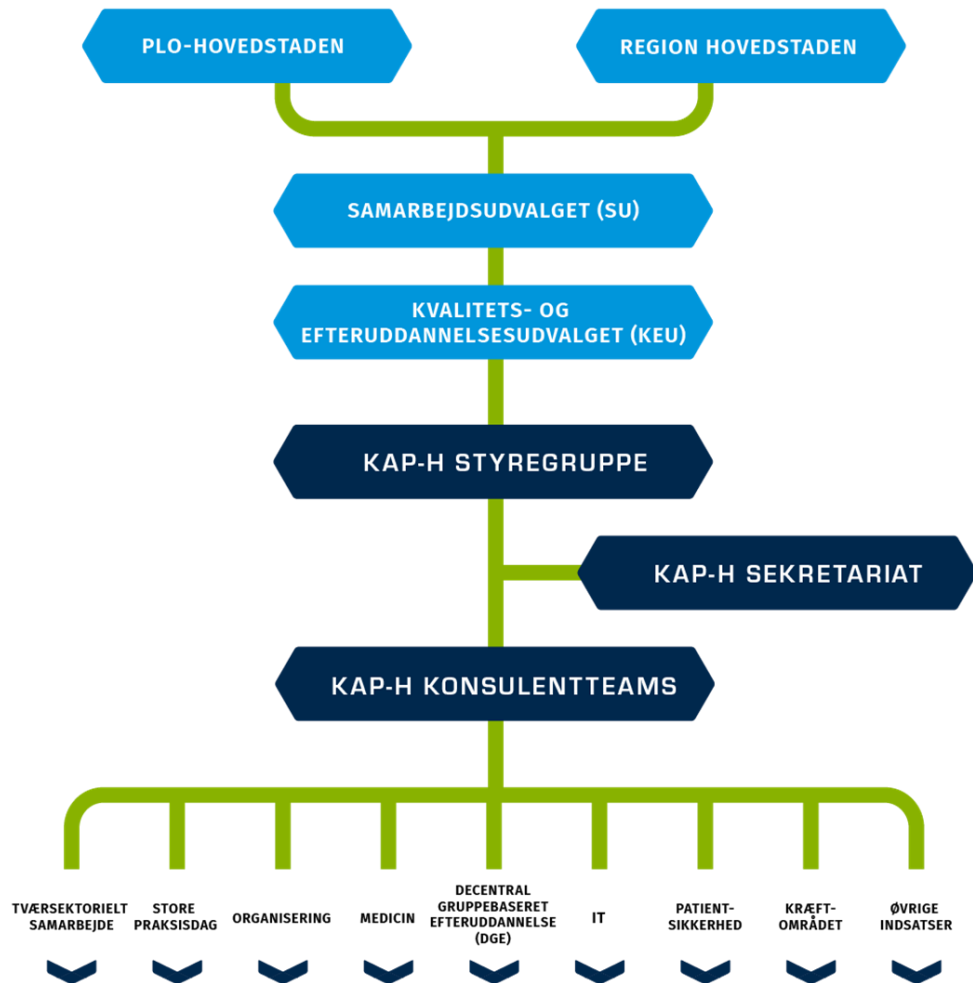 PLO-HOVEDSTADEN
REGION HOVEDSTADEN
SAMARBEJDSUDVALGET (SU)
KVALITETS- OG
EFTERUDDANNELSESUDVALGET (KEU)
KAP-H STYREGRUPPE
KAP-H SEKRETARIAT
KAP-H KONSULENTTEAMS
TVÆRSEKTORIELT
SAMARBEJDE
STORE
PRAKSISDAG
ORGANISERING
MEDICIN
DECENTRAL
GRUPPEBASERET
EFTERUDDANNELSE
(DGE)
IT
PATIENT-
SIKKERHED
KRÆFT-
OMRÅDET
ØVRIGE
INDSATSER